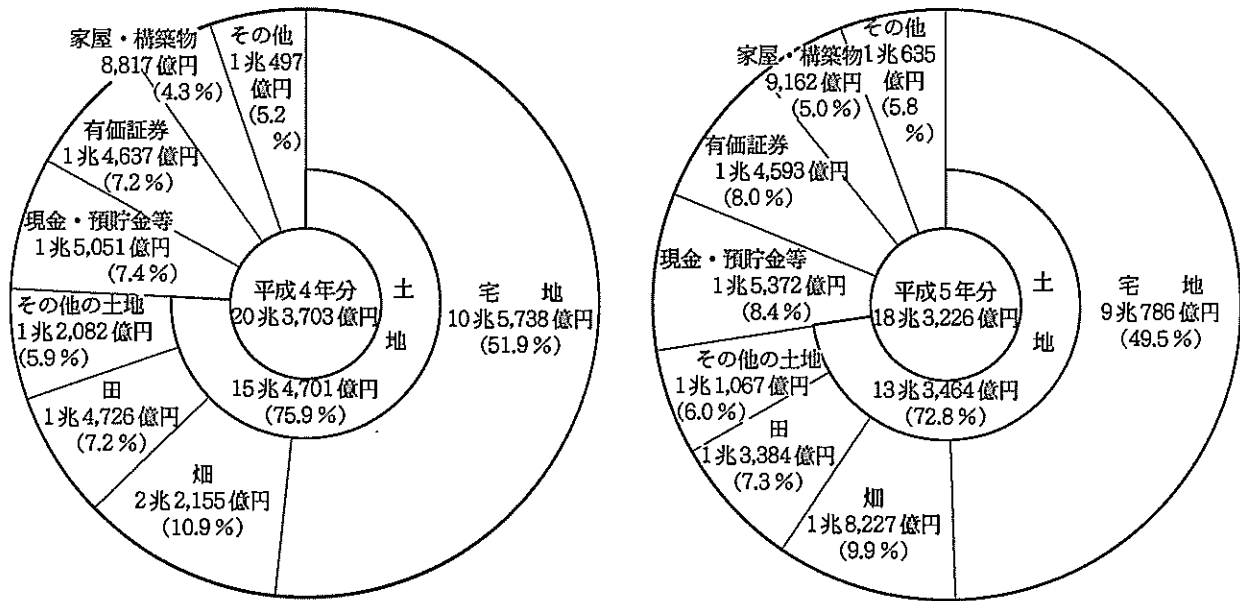 家屋・構築物
8,817億円
(4.3%)
その他
1兆497
億円
(5.2
%)
有価証券
1兆4,637億円
(7.2%)
現金・預貯金等
1兆5,051億円
(7.4%)
その他の土地
1兆2,082億円
(5.9%)
田
1兆4,726億円
(7.2%)
畑
2兆2,155億円
(10.9%)
平成4年分
20兆3,703億円
土
地
15兆4,701億円
(75.9%)
宅 地
10兆5,738億円
(51.9%)
家屋・構築物
9,162億円
(5.0%)
その他
1兆635
億円
(5.8
%)
有価証券
1兆4,593億円
(8.0%)
現金・預貯金等
1兆5,372億円
(8.4%)
その他の土地
1兆1,067億円
(6.0%)
田
1兆3,384億円
(7.3%)
畑
1兆8,227億円
(9.9%)
平成5年分
18兆3,226億円
土
地
13兆3,464億円
(72.8%)
宅 地
9兆786億円
(49.5%)